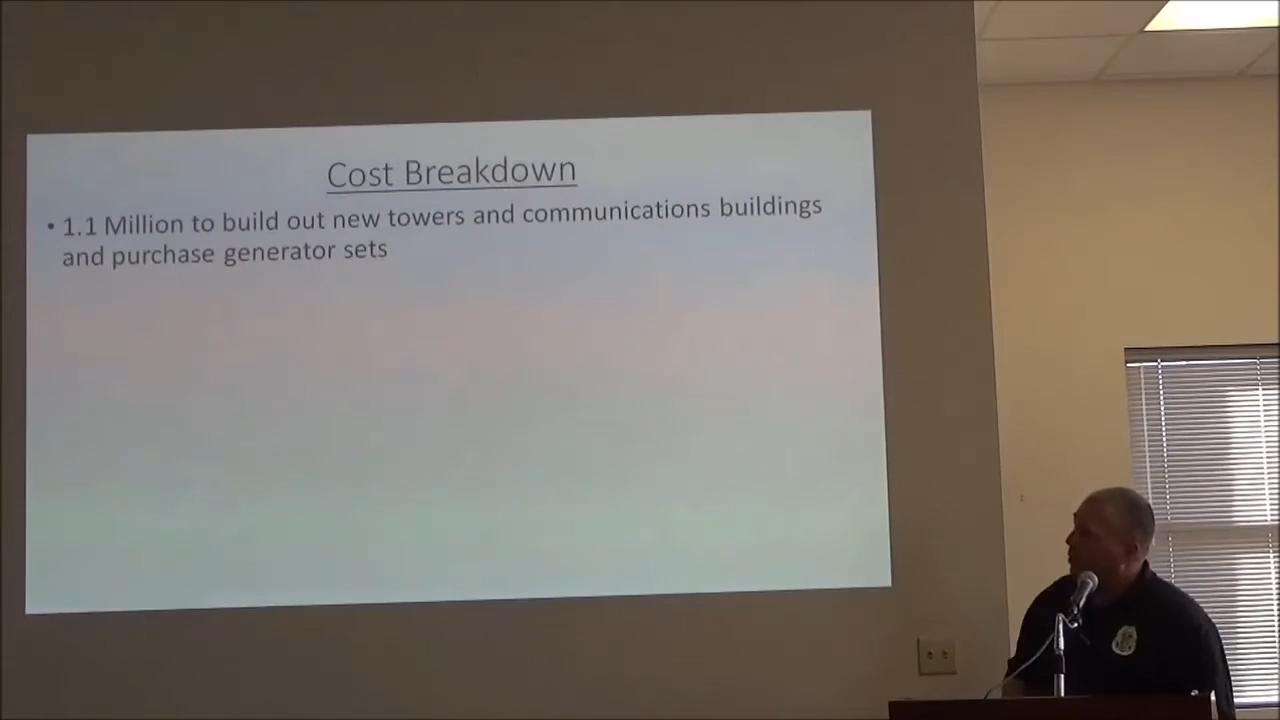 Cost Breakdown
• 1.1 Million to build out new towers and communications buildings
and purchase generator sets